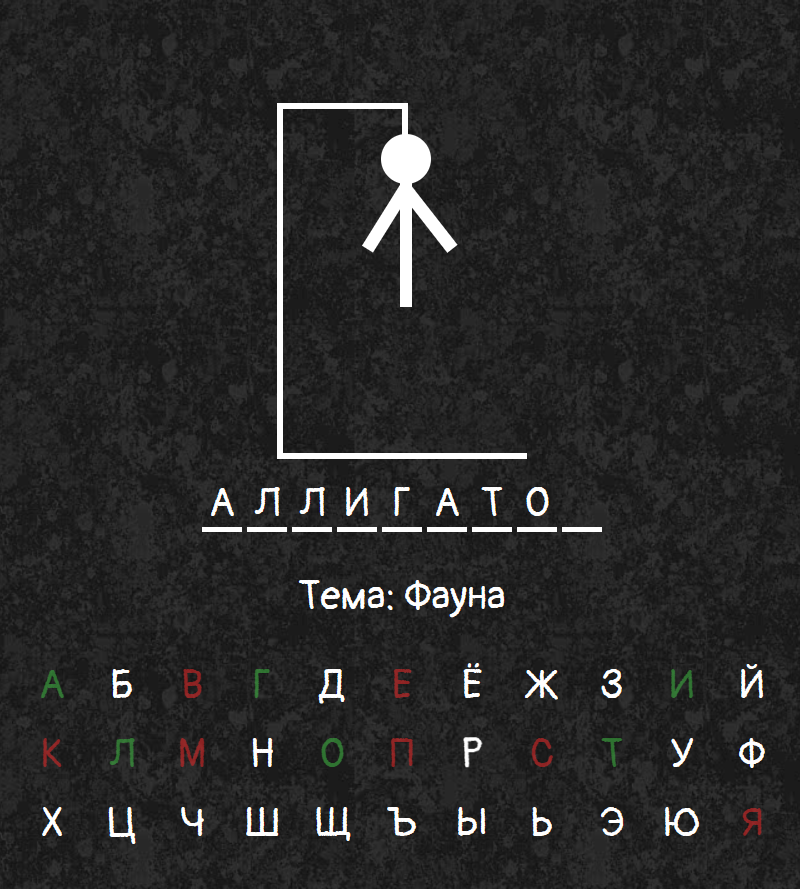 А Л Л И Г А Т О _
Тема: Фауна
А Б В Г Д Е Ё Ж З И Й
К Л М Н О П Р С Т У Ф
Х Ц Ч Ш Щ Ъ Ы Ь Э Ю Я